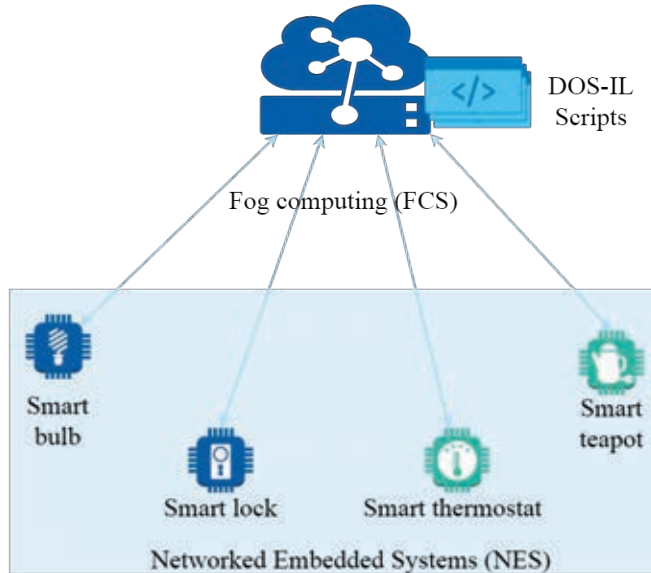 </>
DOS-IL
Scripts
Fog computing (FCS)
Smart
bulb
Smart
teapot
Smart lock
Smart thermostat
Networked Embedded Systems (NES)